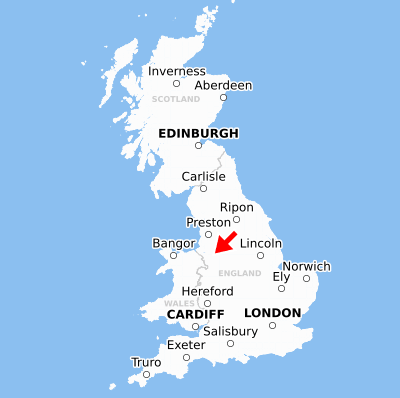 Inverness
Aberdeen
SCOTLAND
EDINBURGH
Carlisle
Ripon
Preston
Bangor
Lincoln
Norwich
ENGLAND
Ely
Hereford
WALES
CARDIFF
LONDON
Salisbury
Exeter
Truro